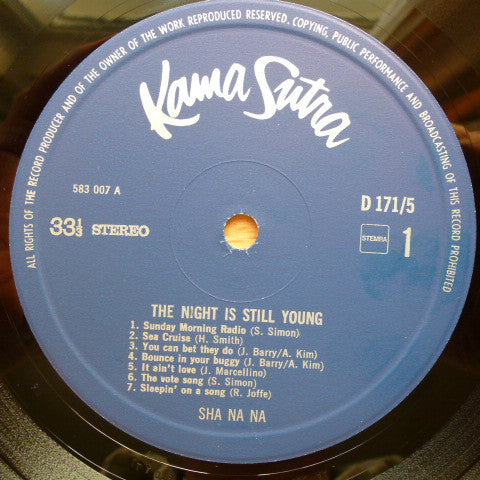 ALL RIGHTS OF THE RECORD PRODUCER AND OF THE OWNER OF THE WORK REPRODUCED RESERVED. COPYING, PUBLIC PERFORMANCE AND BROADCASTING OF THIS RECORD PROHIBITED
Kama Sutra
583 007 A
D 171/5
33⅓ STEREO
STEMRA
1
THE NIGHT IS STILL YOUNG
1. Sunday Morning Radio (S. Simon)
2. Sea Cruise (H. Smith)
3. You can bet they do (J. Barry/A. Kim)
4. Bounce in your buggy (J. Barry/A. Kim)
5. It ain't love (J. Marcellino)
6. The vote song (S. Simon)
7. Sleepin' on a song (R. Joffe)
SHA NA NA